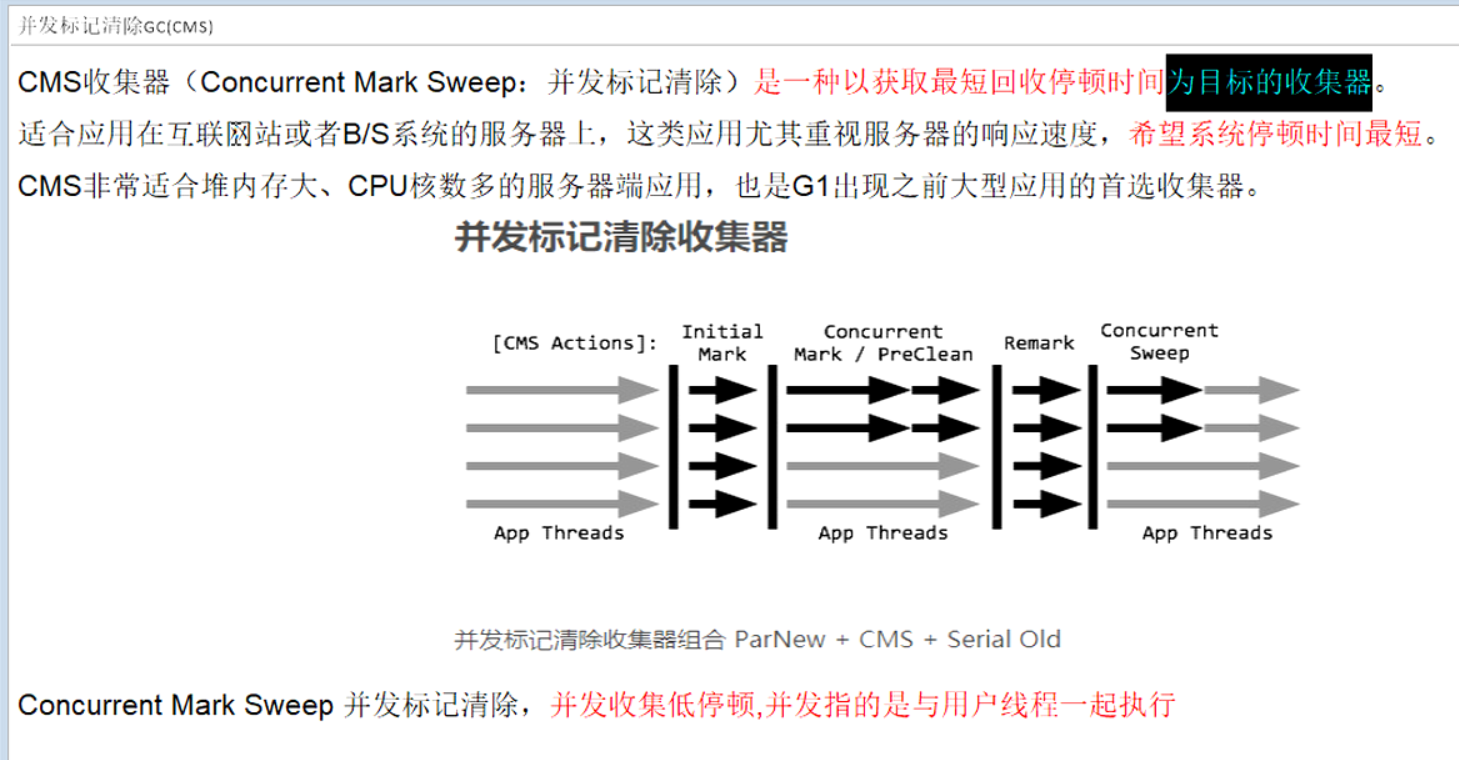 并发标记清除GC(CMS)
CMS收集器（Concurrent Mark Sweep：并发标记清除）是一种以获取最短回收停顿时间为目标的收集器。
适合应用在互联网站或者B/S系统的服务器上，这类应用尤其重视服务器的响应速度，希望系统停顿时间最短。
CMS非常适合堆内存大、CPU核数多的服务器端应用，也是G1出现之前大型应用的首选收集器。
并发标记清除收集器
[CMS Actions]:
Initial
Mark
Concurrent
Mark / PreClean
Remark
Concurrent
Sweep
App Threads
App Threads
App Threads
并发标记清除收集器组合 ParNew + CMS + Serial Old
Concurrent Mark Sweep 并发标记清除，并发收集低停顿,并发指的是与用户线程一起执行